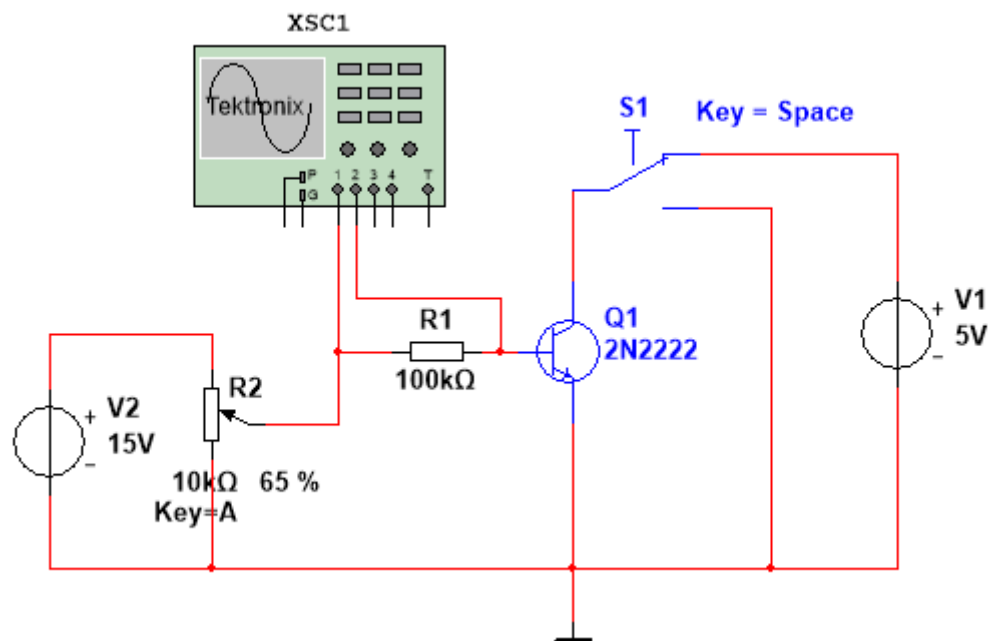 XSC1
Tektronix
P
G
1 2 3 4 T
S1
Key = Space
R1
100kΩ
Q1
2N2222
V1
5V
+
−
V2
15V
+
−
R2
10kΩ 65 %
Key=A